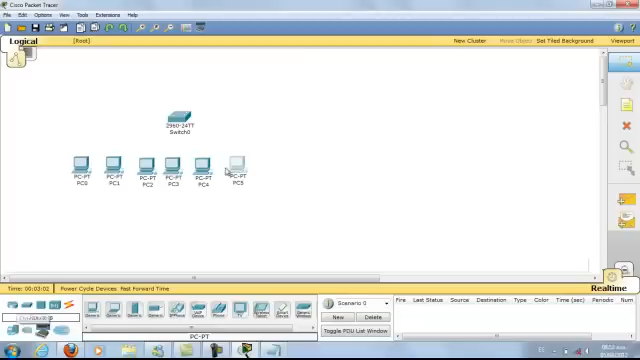 Cisco Packet Tracer
File Edit Options View Tools Extensions Help
Logical [Root] New Cluster Move Object Set Tiled Background Viewport
2960-24TT
Switch0
PC-PT PC-PT PC-PT PC-PT PC-PT PC-PT
PC0 PC1 PC2 PC3 PC4 PC5
Time: 00:03:02 Power Cycle Devices Fast Forward Time Realtime
Scenario 0
New Delete
Toggle PDU List Window
Fire Last Status Source Destination Type Color Time (sec) Periodic Num
PC-PT
ES